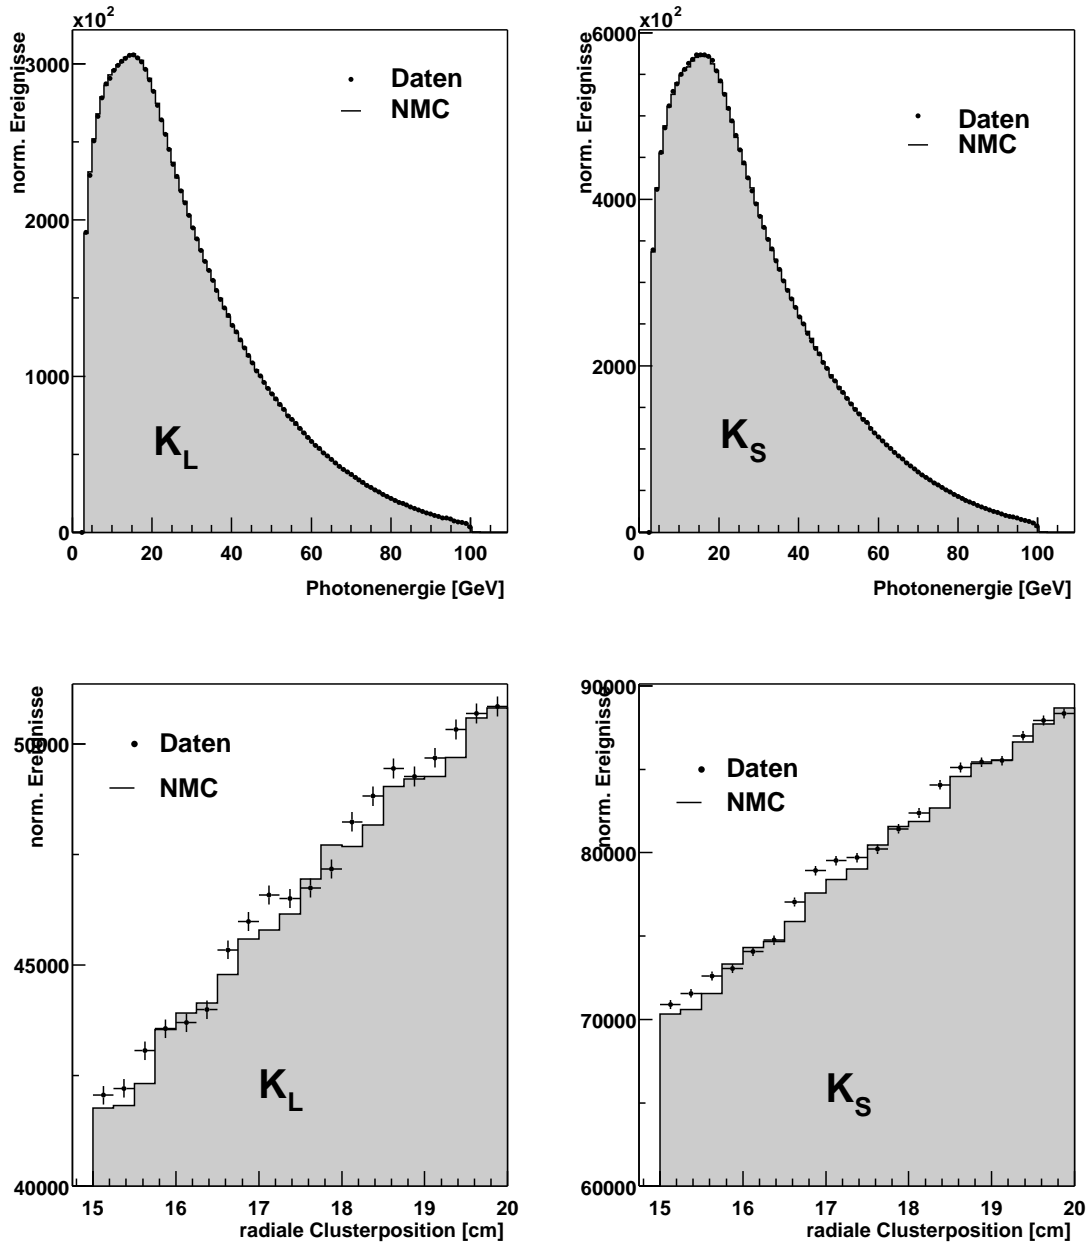 x10²
norm. Ereignisse
3000
2000
1000
0
Daten
NMC
K_L
0 20 40 60 80 100
Photonenergie [GeV]
x10²
norm. Ereignisse
6000
4000
2000
0
Daten
NMC
K_S
0 20 40 60 80 100
Photonenergie [GeV]
norm. Ereignisse
50000
45000
40000
Daten
NMC
K_L
15 16 17 18 19 20
radiale Clusterposition [cm]
norm. Ereignisse
90000
80000
70000
60000
Daten
NMC
K_S
15 16 17 18 19 20
radiale Clusterposition [cm]